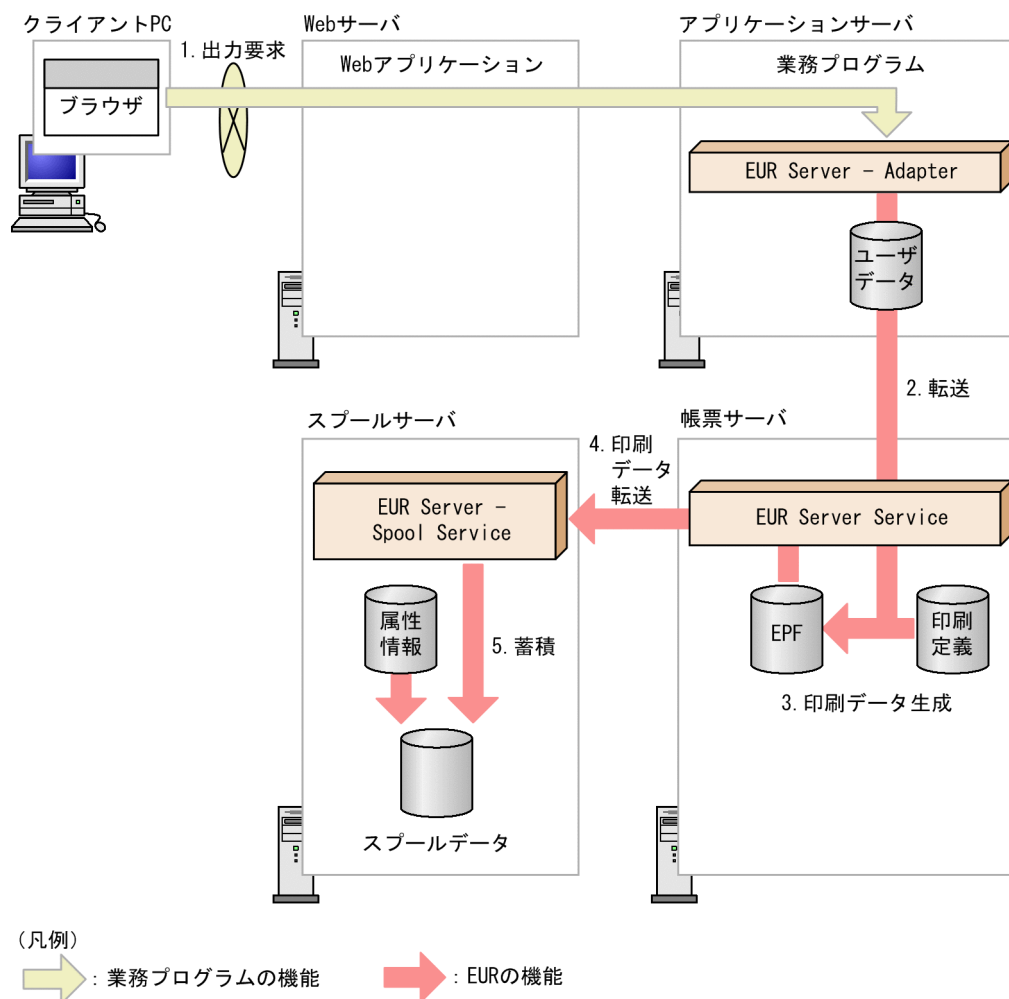 クライアントPC
1. 出力要求
ブラウザ
Webサーバ
Webアプリケーション
アプリケーションサーバ
業務プログラム
EUR Server − Adapter
ユーザ
データ
2. 転送
スプールサーバ
4. 印刷
データ
転送
帳票サーバ
EUR Server −
Spool Service
EUR Server Service
属性
情報
5. 蓄積
EPF
印刷
定義
3. 印刷データ生成
スプールデータ
(凡例)
: 業務プログラムの機能
: EURの機能